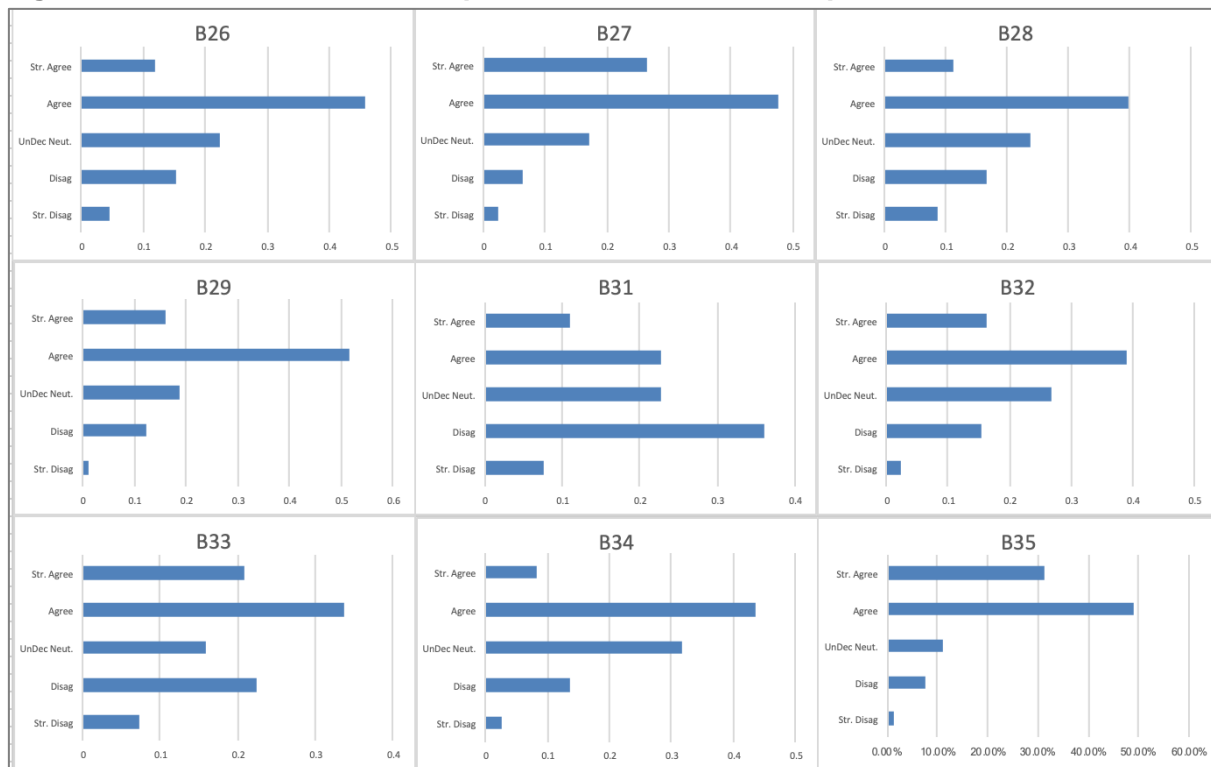 B26
Str. Agree
Agree
UnDec Neut.
Disag
Str. Disag
0 0.1 0.2 0.3 0.4 0.5
B27
Str. Agree
Agree
UnDec Neut.
Disag
Str. Disag
0 0.1 0.2 0.3 0.4 0.5
B28
Str. Agree
Agree
UnDec Neut.
Disag
Str. Disag
0 0.1 0.2 0.3 0.4 0.5
B29
Str. Agree
Agree
UnDec Neut.
Disag
Str. Disag
0 0.1 0.2 0.3 0.4 0.5 0.6
B31
Str. Agree
Agree
UnDec Neut.
Disag
Str. Disag
0 0.1 0.2 0.3 0.4
B32
Str. Agree
Agree
UnDec Neut.
Disag
Str. Disag
0 0.1 0.2 0.3 0.4 0.5
B33
Str. Agree
Agree
UnDec Neut.
Disag
Str. Disag
0 0.1 0.2 0.3 0.4
B34
Str. Agree
Agree
UnDec Neut.
Disag
Str. Disag
0 0.1 0.2 0.3 0.4 0.5
B35
Str. Agree
Agree
UnDec Neut.
Disag
Str. Disag
0.00% 10.00% 20.00% 30.00% 40.00% 50.00% 60.00%